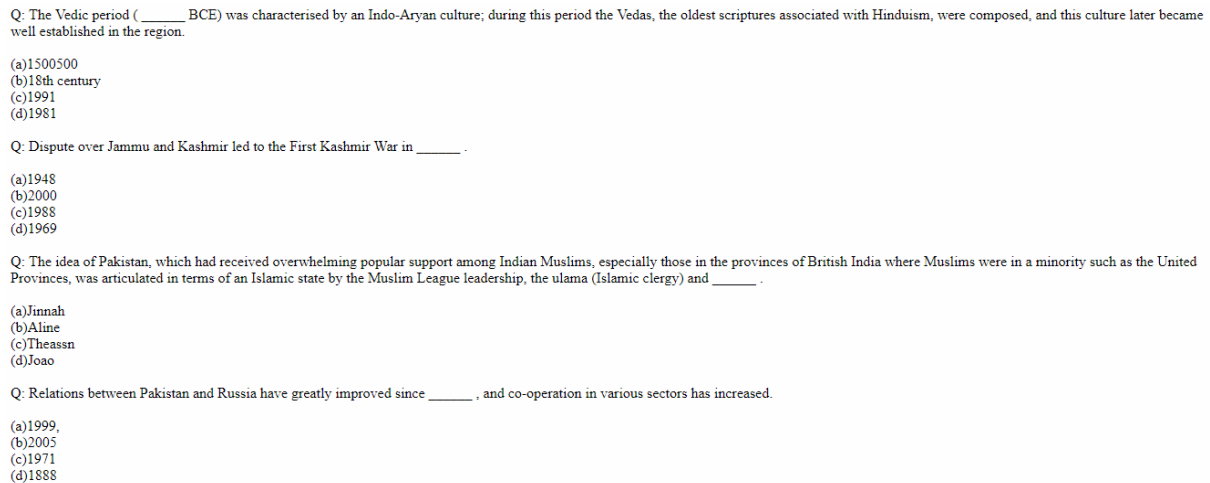 Q: The Vedic period ( ______ BCE) was characterised by an Indo-Aryan culture; during this period the Vedas, the oldest scriptures associated with Hinduism, were composed, and this culture later became
well established in the region.
(a)1500500
(b)18th century
(c)1991
(d)1981
Q: Dispute over Jammu and Kashmir led to the First Kashmir War in ______ .
(a)1948
(b)2000
(c)1988
(d)1969
Q: The idea of Pakistan, which had received overwhelming popular support among Indian Muslims, especially those in the provinces of British India where Muslims were in a minority such as the United
Provinces, was articulated in terms of an Islamic state by the Muslim League leadership, the ulama (Islamic clergy) and ______ .
(a)Jinnah
(b)Aline
(c)Theassn
(d)Joao
Q: Relations between Pakistan and Russia have greatly improved since ______ , and co-operation in various sectors has increased.
(a)1999,
(b)2005
(c)1971
(d)1888